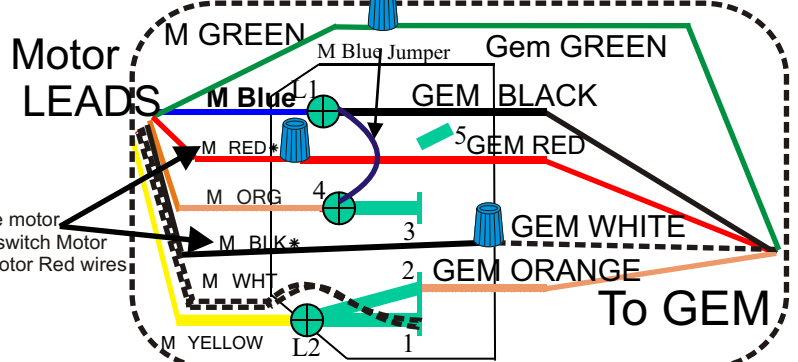 M GREEN
Gem GREEN
Motor
LEADS
M Blue Jumper
M Blue
L1
GEM BLACK
M RED*
5
GEM RED
M ORG
4
3
e motor
switch Motor
otor Red wires
M BLK*
GEM WHITE
M WHT
2
GEM ORANGE
To GEM
M YELLOW
L2
1